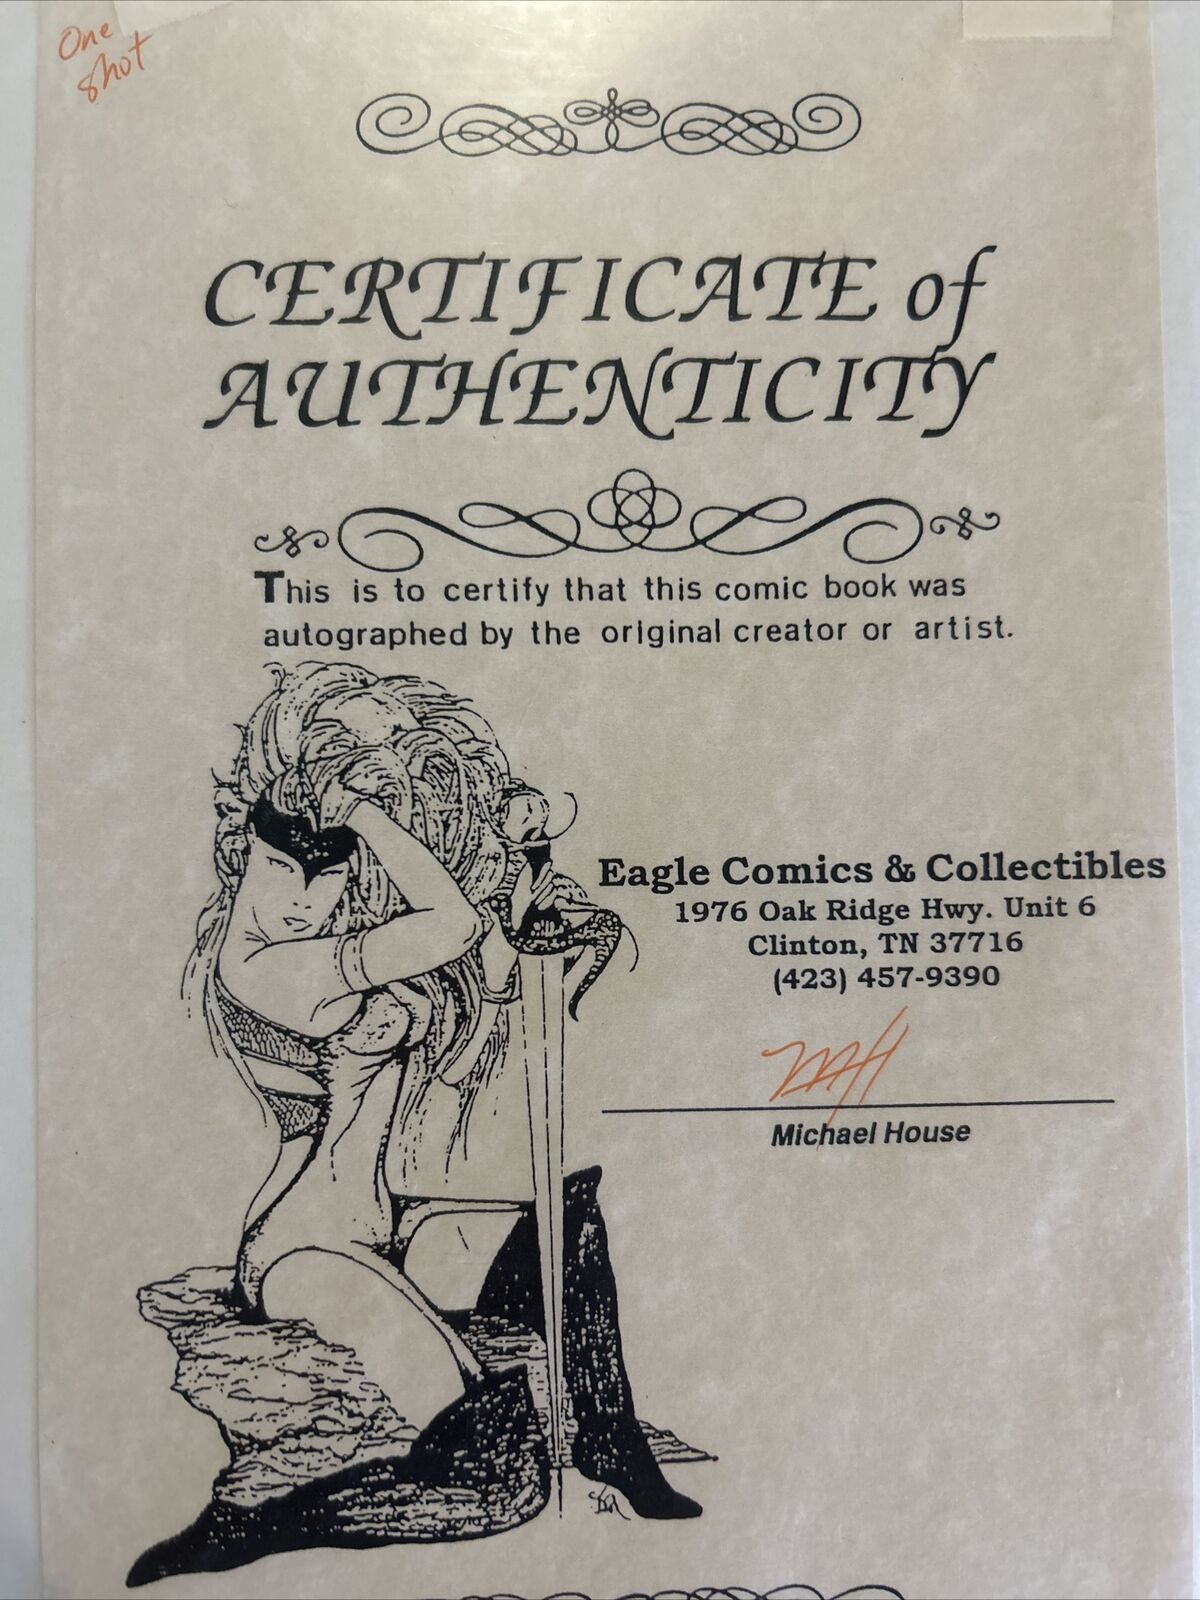 One
Shot
CERTIFICATE of
AUTHENTICITY
This is to certify that this comic book was
autographed by the original creator or artist.
Eagle Comics & Collectibles
1976 Oak Ridge Hwy. Unit 6
Clinton, TN 37716
(423) 457-9390
MH
Michael House